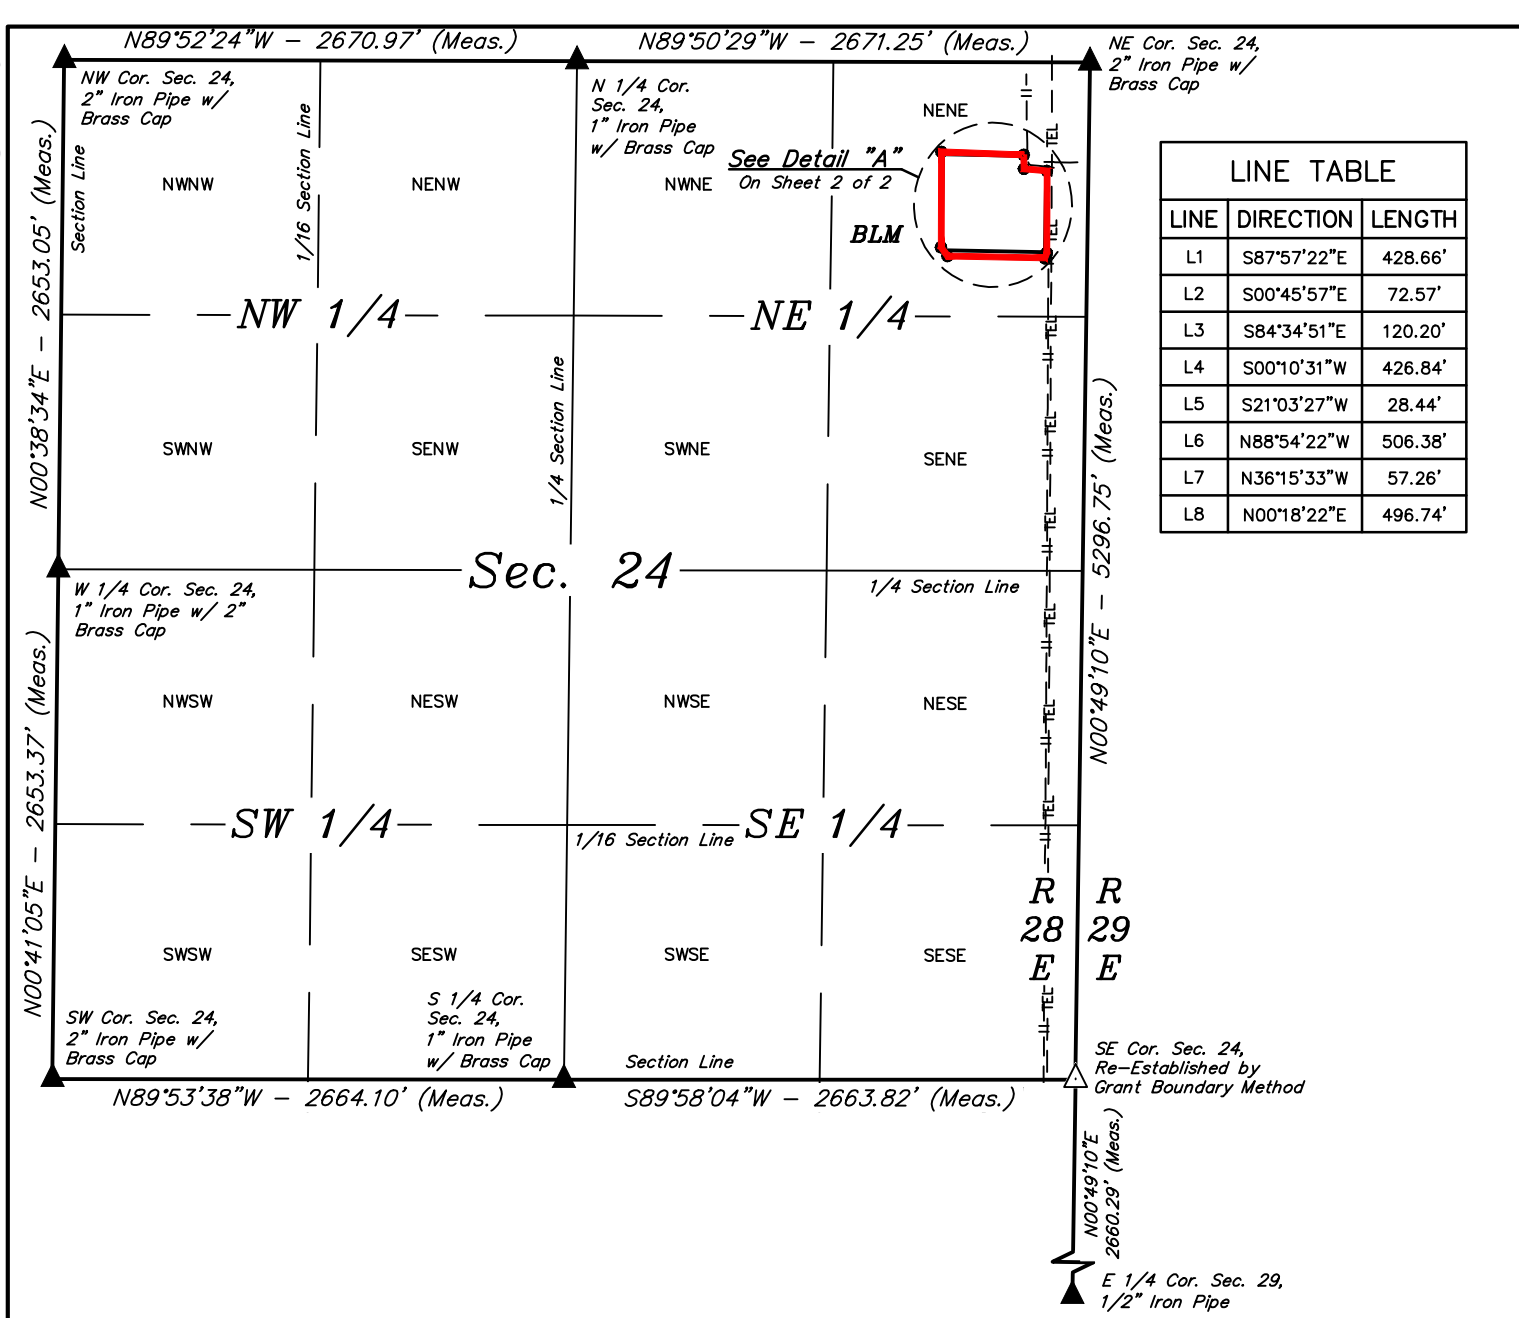 N89°52'24"W - 2670.97' (Meas.)
N89°50'29"W - 2671.25' (Meas.)
NE Cor. Sec. 24,
2" Iron Pipe w/
Brass Cap
NW Cor. Sec. 24,
2" Iron Pipe w/
Brass Cap
N 1/4 Cor.
Sec. 24,
1" Iron Pipe
w/ Brass Cap
N00°38'34"E - 2653.05' (Meas.)
Section Line
1/16 Section Line
NENE
TEL
See Detail "A"
On Sheet 2 of 2
NWNW
NENW
NWNE
BLM
TEL
LINE TABLE
LINE DIRECTION LENGTH
L1 S87°57'22"E 428.66'
L2 S00°45'57"E 72.57'
L3 S84°34'51"E 120.20'
L4 S00°10'31"W 426.84'
L5 S21°03'27"W 28.44'
L6 N88°54'22"W 506.38'
L7 N36°15'33"W 57.26'
L8 N00°18'22"E 496.74'
NW 1/4
NE 1/4
TEL
1/4 Section Line
SWNW
SENW
SWNE
SENE
TEL
N00°49'10"E - 5296.75' (Meas.)
TEL
Sec. 24
1/4 Section Line
W 1/4 Cor. Sec. 24,
1" Iron Pipe w/ 2"
Brass Cap
TEL
N00°41'05"E - 2653.37' (Meas.)
NWSW
NESW
NWSE
NESE
TEL
SW 1/4
SE 1/4
TEL
1/16 Section Line
R
28
E
R
29
E
SWSW
SESW
SWSE
SESE
TEL
SW Cor. Sec. 24,
2" Iron Pipe w/
Brass Cap
S 1/4 Cor.
Sec. 24,
1" Iron Pipe
w/ Brass Cap
Section Line
SE Cor. Sec. 24,
Re-Established by
Grant Boundary Method
N89°53'38"W - 2664.10' (Meas.)
S89°58'04"W - 2663.82' (Meas.)
N00°49'10"E
2660.29' (Meas.)
E 1/4 Cor. Sec. 29,
1/2" Iron Pipe